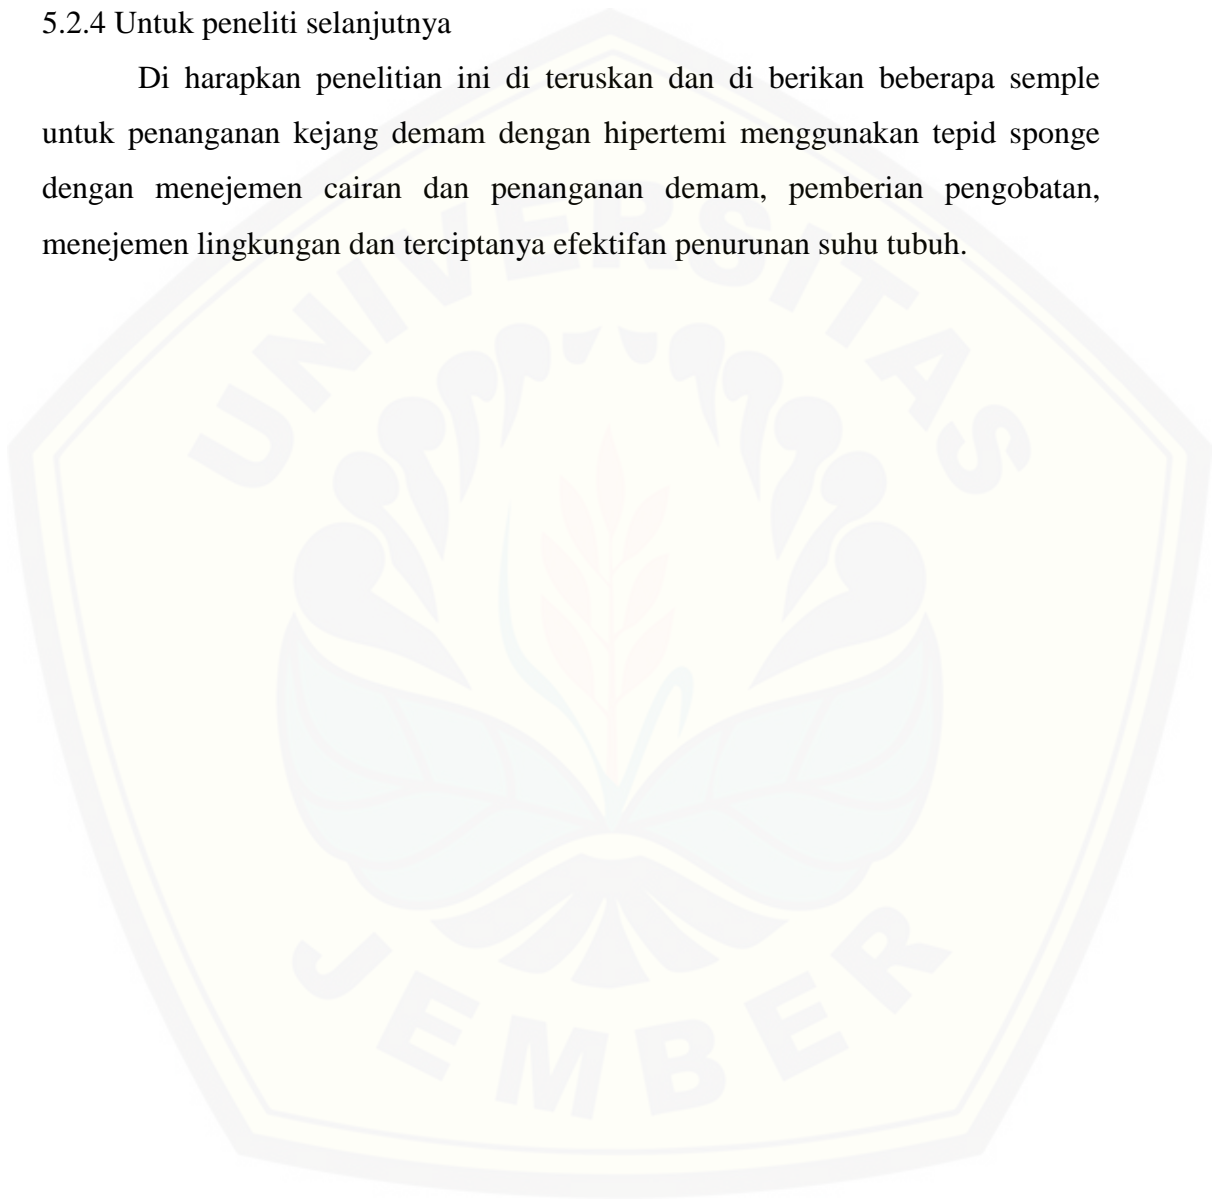 5.2.4 Untuk peneliti selanjutnya
Di harapkan penelitian ini di teruskan dan di berikan beberapa semple
untuk penanganan kejang demam dengan hipertemi menggunakan tepid sponge
dengan menejemen cairan dan penanganan demam, pemberian pengobatan,
menejemen lingkungan dan terciptanya efektifan penurunan suhu tubuh.
UNIVERSITAS
JEMBER